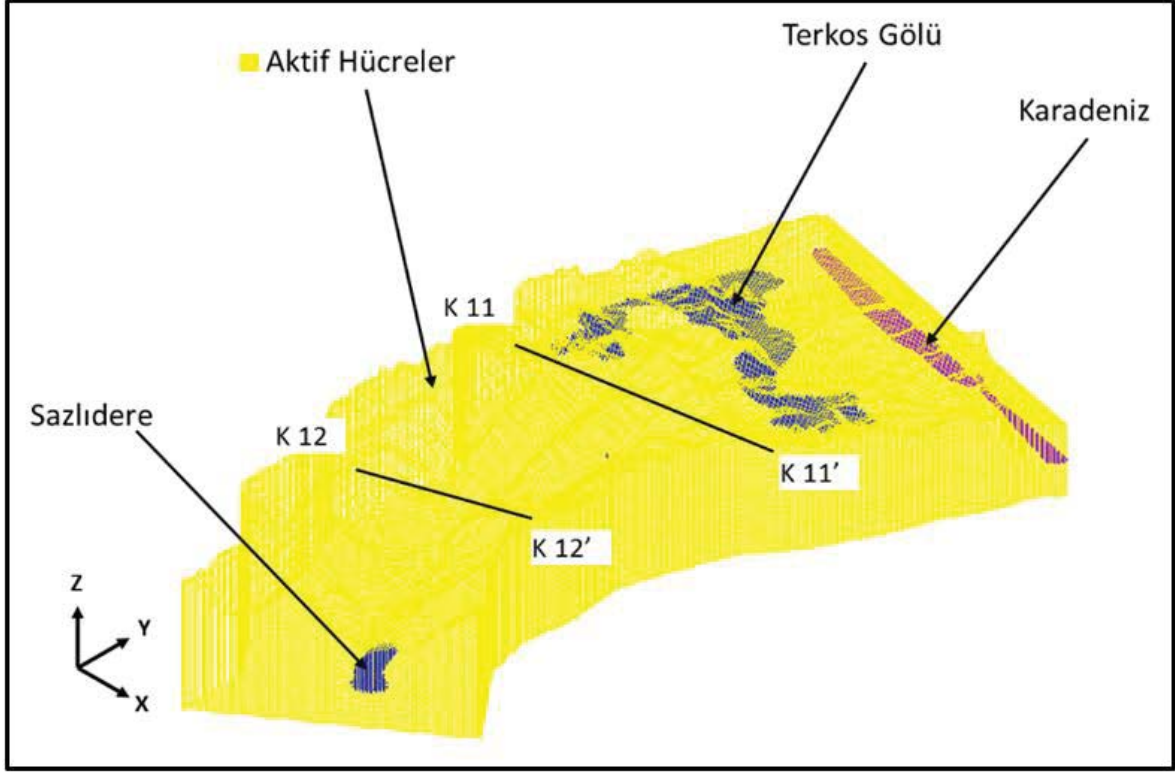 Terkos Gölü
Aktif Hücreler
Karadeniz
K 11
Sazlıdere
K 12
K 11’
K 12’
Z
Y
X